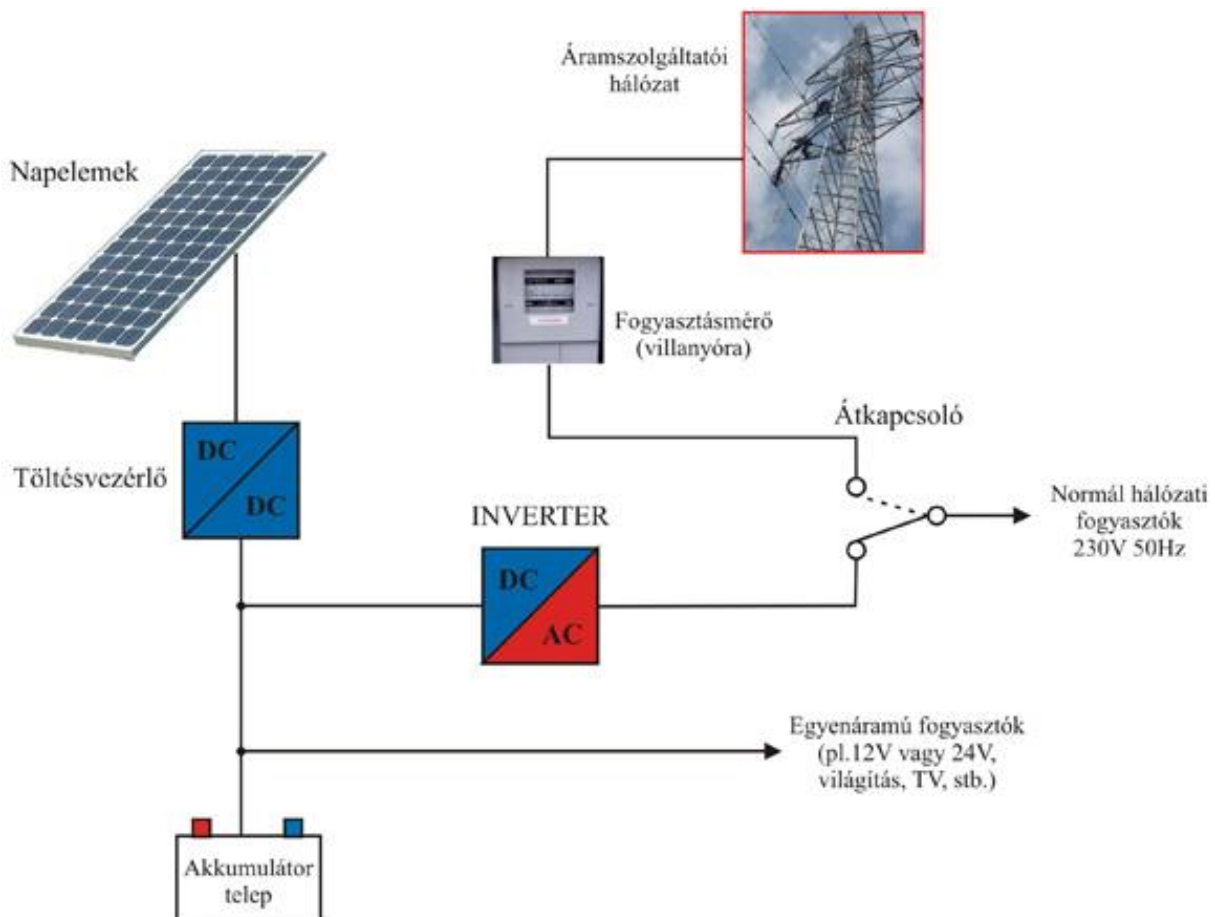 Áramszolgáltatói
hálózat
Napelemek
Fogyasztásmérő
(villanyóra)
Átkapcsoló
DC
DC
Töltésvezérlő
Normál hálózati
fogyasztók
230V 50Hz
INVERTER
DC
AC
Egyenáramú fogyasztók
(pl.12V vagy 24V,
világítás, TV, stb.)
Akkumulátor
telep